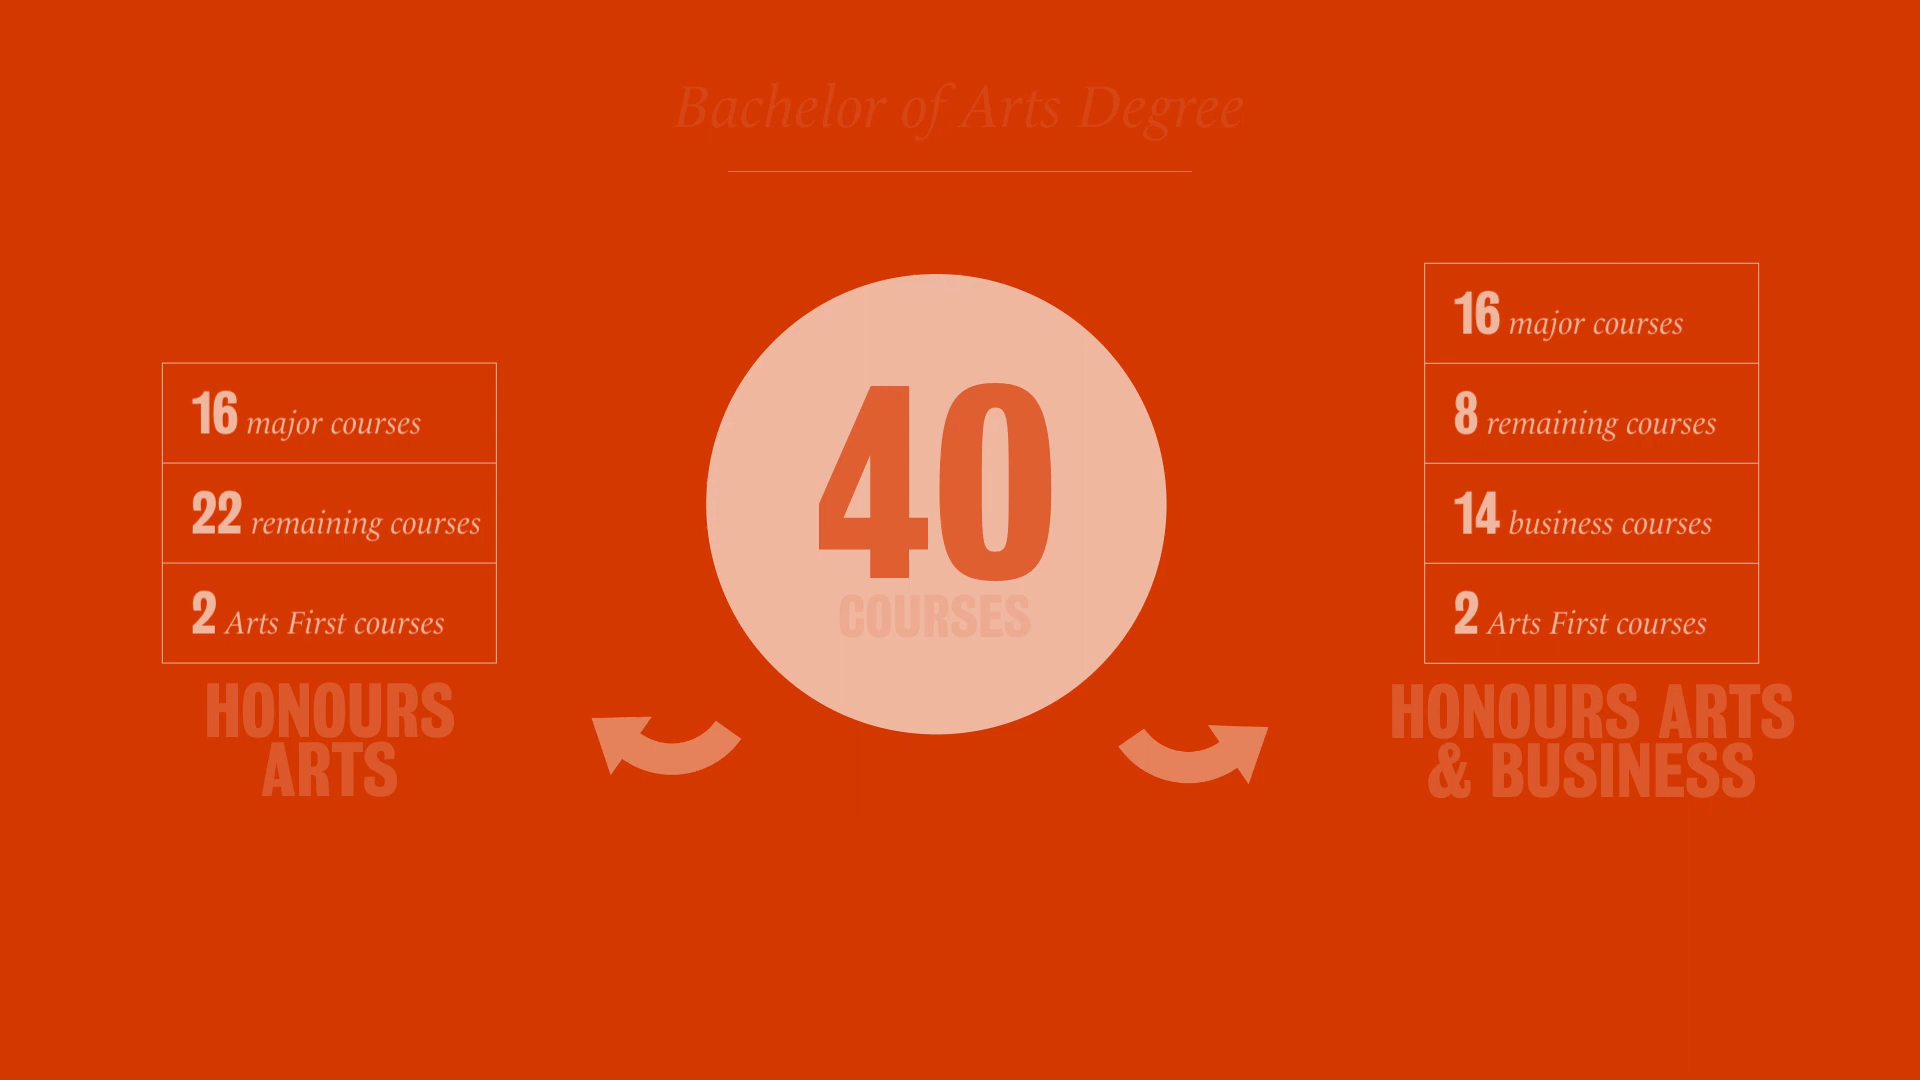 Bachelor of Arts Degree
16 major courses
22 remaining courses
2 Arts First courses
HONOURS
ARTS
40
COURSES
16 major courses
8 remaining courses
14 business courses
2 Arts First courses
HONOURS ARTS
& BUSINESS